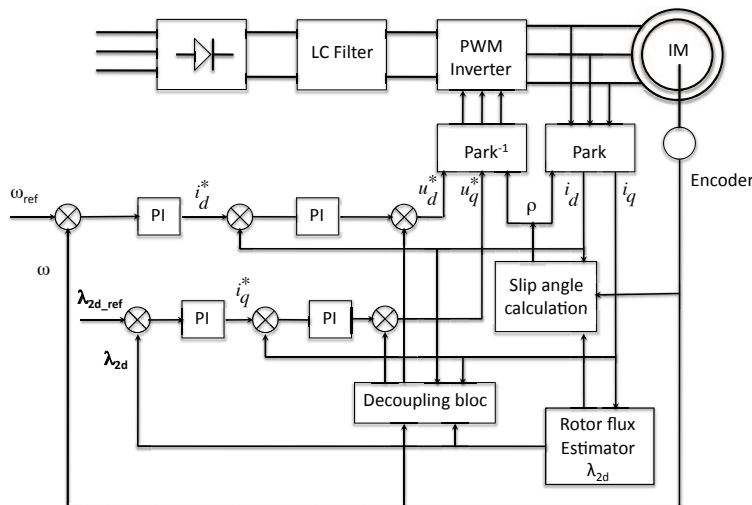 LC Filter
PWM
Inverter
IM
Park⁻¹
Park
Encoder
ω_ref
PI
i_d^*
PI
u_d^*
u_q^*
ρ
i_d
i_q
ω
Slip angle
calculation
λ_2d_ref
PI
i_q^*
PI
λ_2d
Decoupling bloc
Rotor flux
Estimator
λ_2d